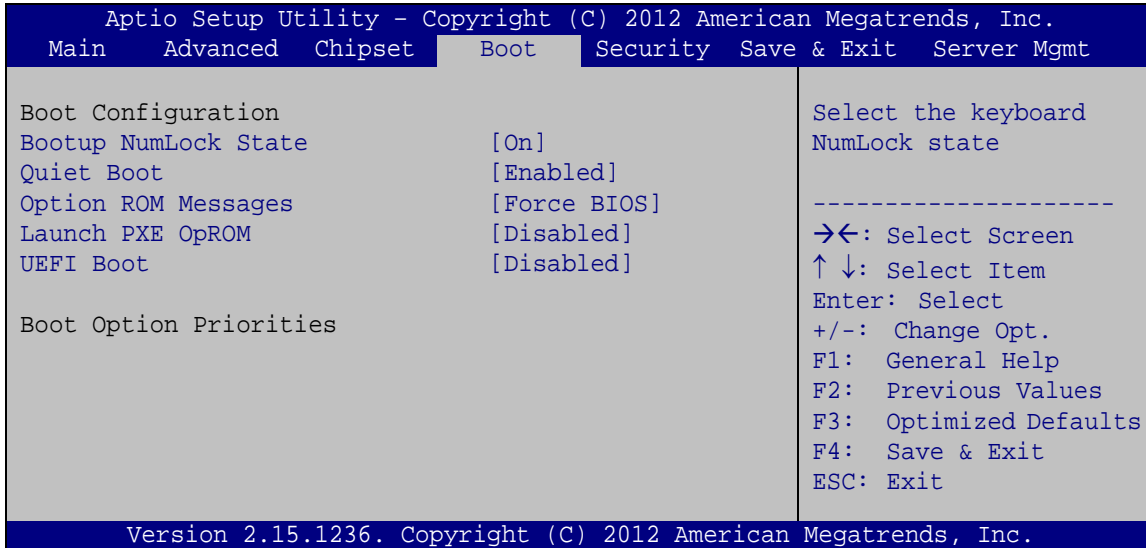 Aptio Setup Utility – Copyright (C) 2012 American Megatrends, Inc.
Main Advanced Chipset Boot Security Save & Exit Server Mgmt
Boot Configuration
Bootup NumLock State [On]
Quiet Boot [Enabled]
Option ROM Messages [Force BIOS]
Launch PXE OpROM [Disabled]
UEFI Boot [Disabled]
Boot Option Priorities
Select the keyboard
NumLock state
---------------------
→←: Select Screen
↑ ↓: Select Item
Enter: Select
+/-: Change Opt.
F1: General Help
F2: Previous Values
F3: Optimized Defaults
F4: Save & Exit
ESC: Exit
Version 2.15.1236. Copyright (C) 2012 American Megatrends, Inc.